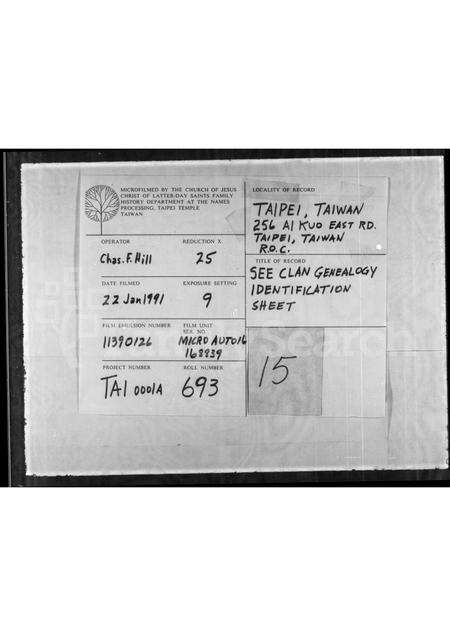 MICROFILMED BY THE CHURCH OF JESUS
CHRIST OF LATTER-DAY SAINTS FAMILY
HISTORY DEPARTMENT AT THE NAMES
PROCESSING, TAIPEI TEMPLE
TAIWAN
OPERATOR
REDUCTION X
Chas. F. Hill
25
DATE FILMED
EXPOSURE SETTING
22 Jan 1991
9
FILM EMULSION NUMBER
FILM UNIT
SER. NO.
11390126
MICRO AUTO16
168839
PROJECT NUMBER
ROLL NUMBER
TA-1 0001A
693
LOCALITY OF RECORD
TAIPEI, TAIWAN
256 AI KUO EAST RD.
TAIPEI, TAIWAN
R.O.C.
TITLE OF RECORD
SEE CLAN GENEALOGY
IDENTIFICATION
SHEET
15